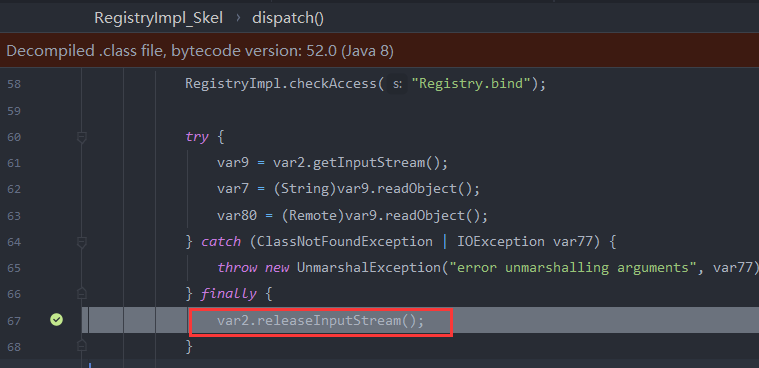 RegistryImpl_Skel › dispatch()
Decompiled .class file, bytecode version: 52.0 (Java 8)
58 RegistryImpl.checkAccess( s: "Registry.bind");
59
60 try {
61 var9 = var2.getInputStream();
62 var7 = (String)var9.readObject();
63 var80 = (Remote)var9.readObject();
64 } catch (ClassNotFoundException | IOException var77) {
65 throw new UnmarshalException("error unmarshalling arguments", var77)
66 } finally {
67 var2.releaseInputStream();
68 }